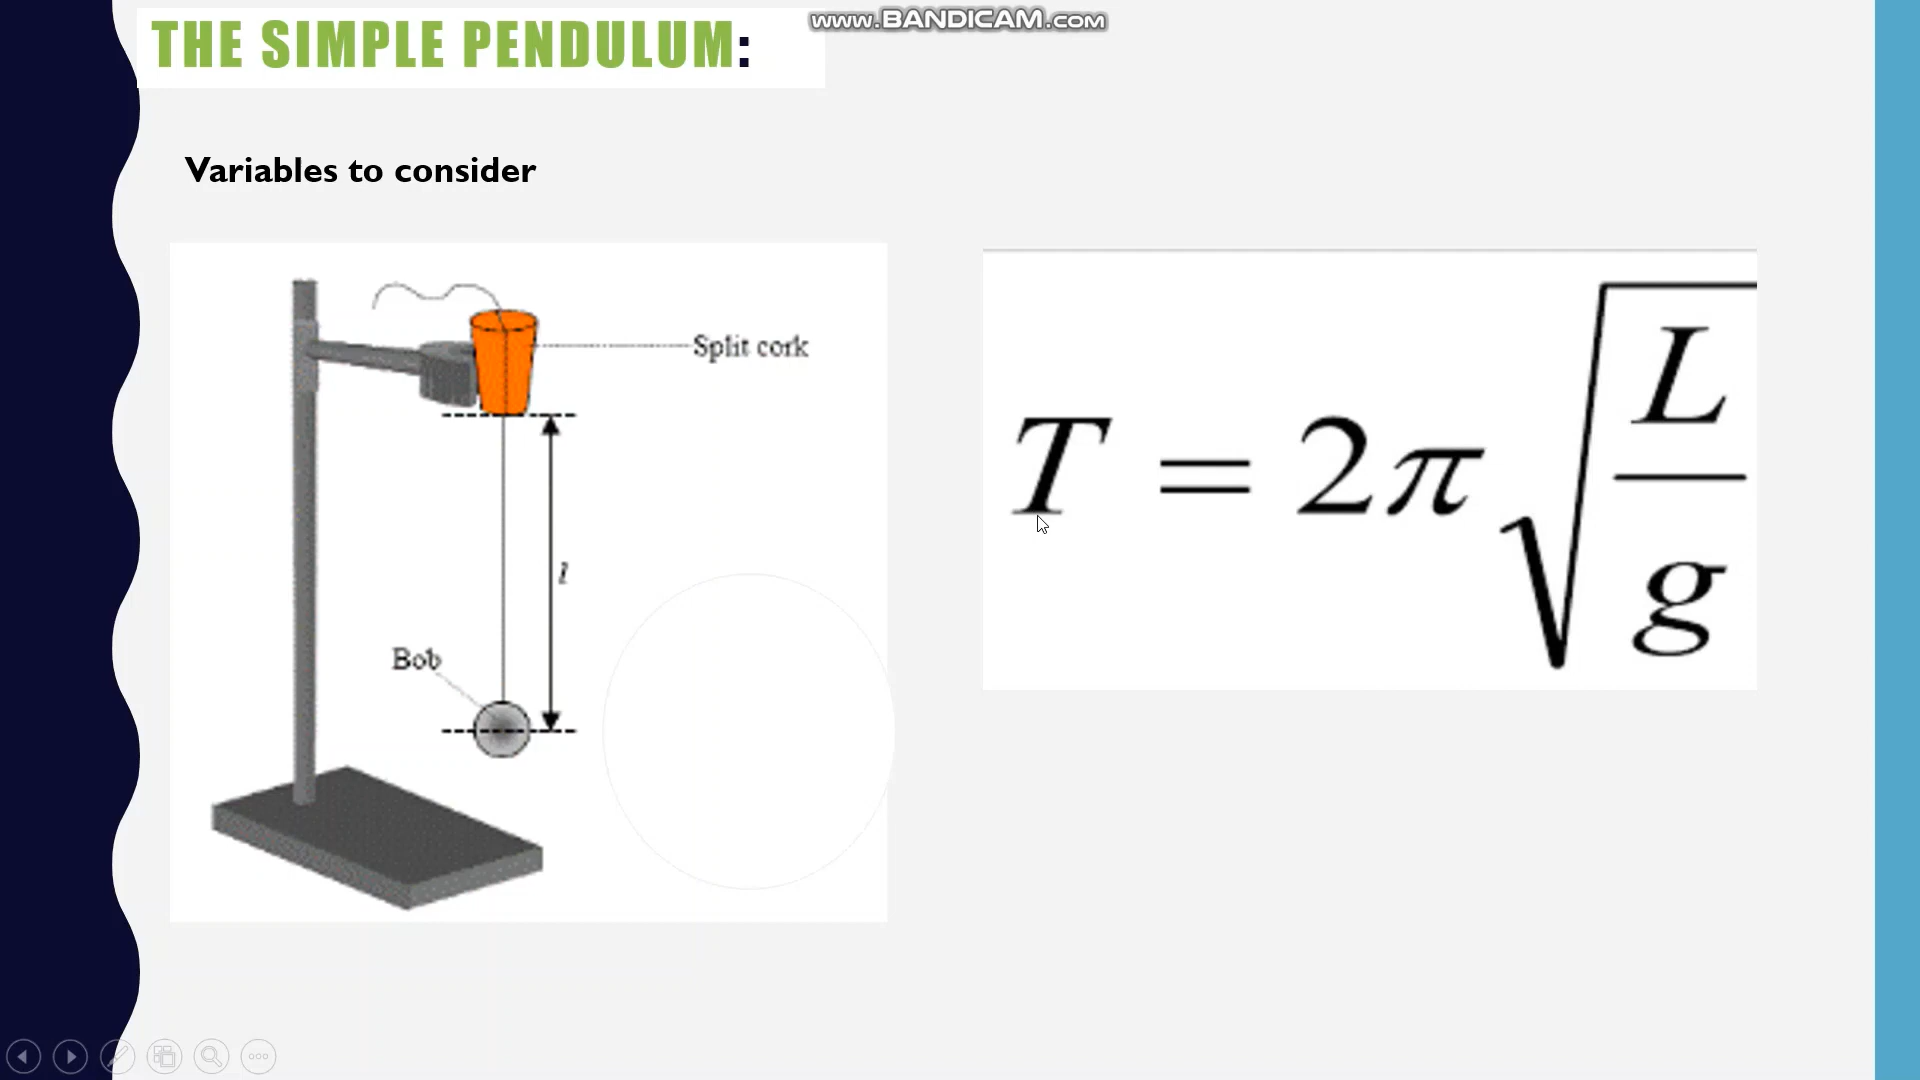 www.BANDICAM.com
THE SIMPLE PENDULUM:
Variables to consider
Split cork
l
Bob
T = 2π√(L/g)